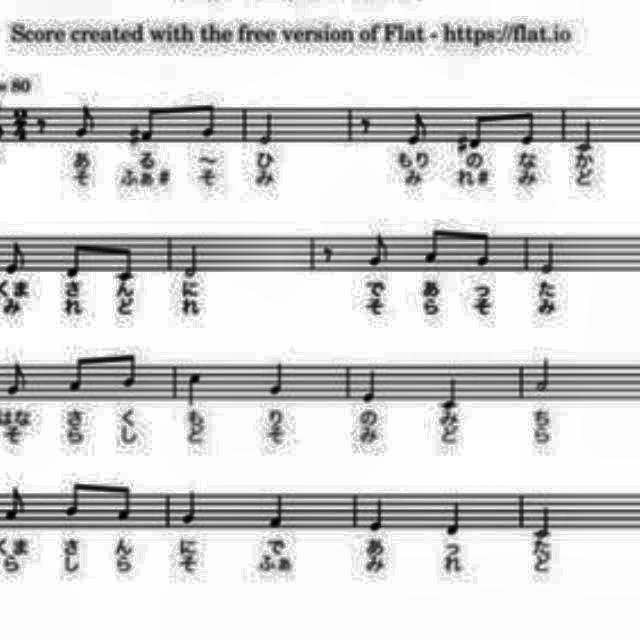 Score created with the free version of Flat - https://flat.io
= 80
あ る ~ ひ もり の な か
そ ふぁ# そ み み れ# み ど
くま さ ん に で あ っ た
み れ ど れ そ ら そ み
はな さ く も り の み ち
そ ら し ど そ み ど ら
くま さ ん に で あ っ た
ら し ら そ ふぁ み れ ど